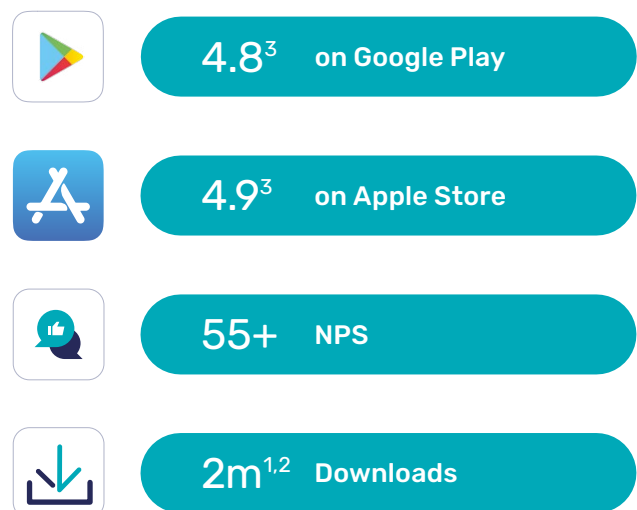 4.8³ on Google Play
4.9³ on Apple Store
55+ NPS
2m¹,² Downloads